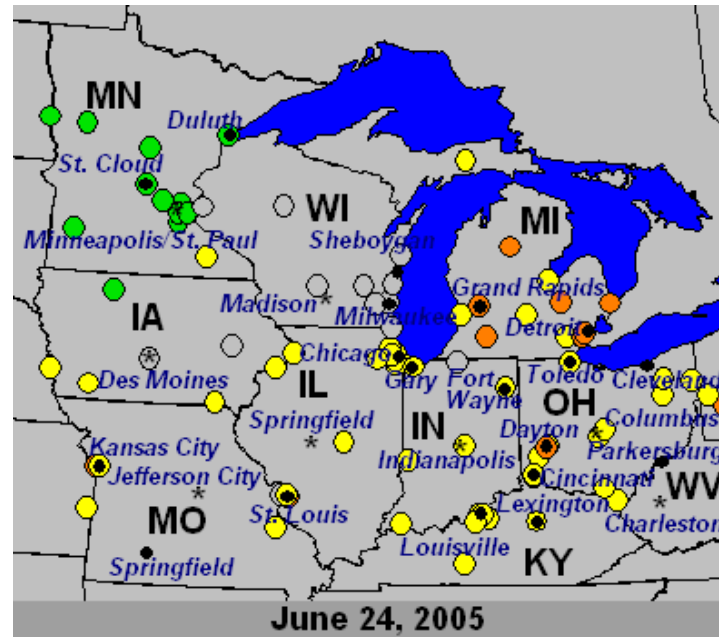 MN
Duluth
St. Cloud
WI
MI
Minneapolis/St. Paul
Sheboygan
Grand Rapids
Madison
Milwaukee
IA
Detroit
Chicago
Des Moines
Gary
Fort
Wayne
Toledo
Cleveland
IL
OH
Springfield
IN
Columbus
Dayton
Kansas City
Indianapolis
Parkersburg
Jefferson City
Cincinnati
WV
St. Louis
Lexington
Charleston
MO
Louisville
Springfield
KY
June 24, 2005